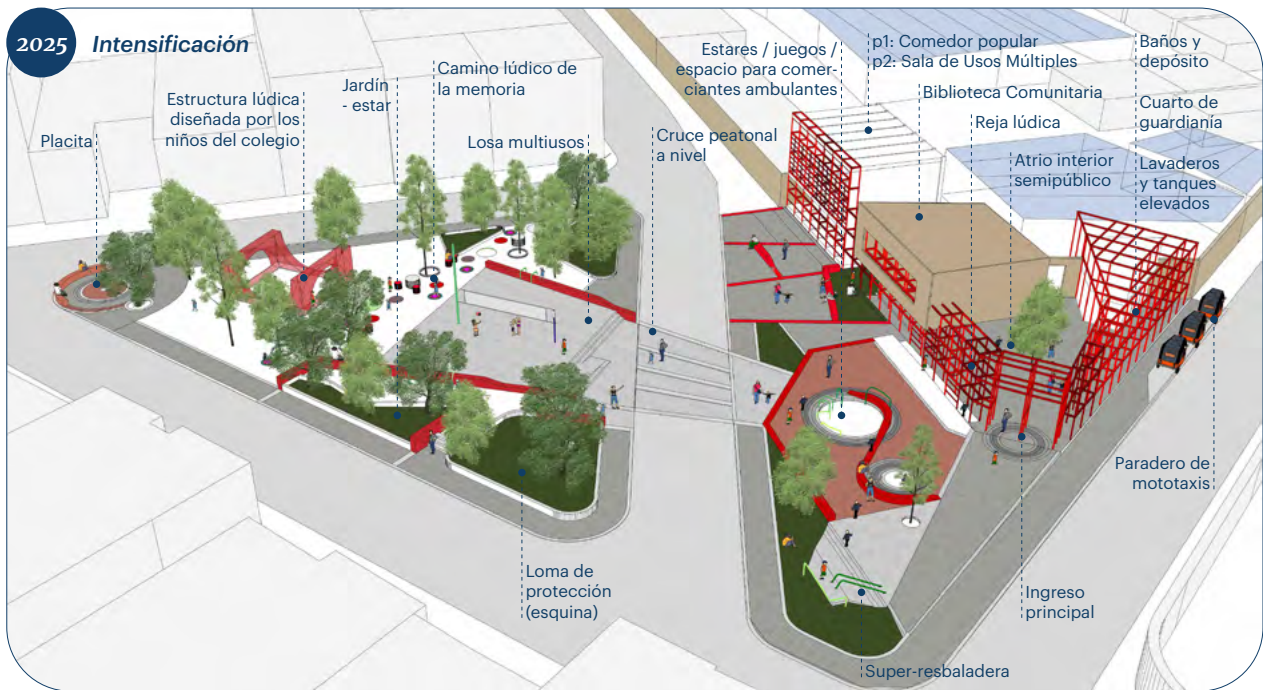 2025
Intensificación
Placita
Estructura lúdica
diseñada por los
niños del colegio
Jardín
- estar
Camino lúdico de
la memoria
Losa multiusos
Cruce peatonal
a nivel
Estares / juegos /
espacio para comer-
ciantes ambulantes
p1: Comedor popular
p2: Sala de Usos Múltiples
Biblioteca Comunitaria
Reja lúdica
Atrio interior
semipúblico
Baños y
depósito
Cuarto de
guardianía
Lavaderos
y tanques
elevados
Paradero de
mototaxis
Loma de
protección
(esquina)
Ingreso
principal
Super-resbaladera